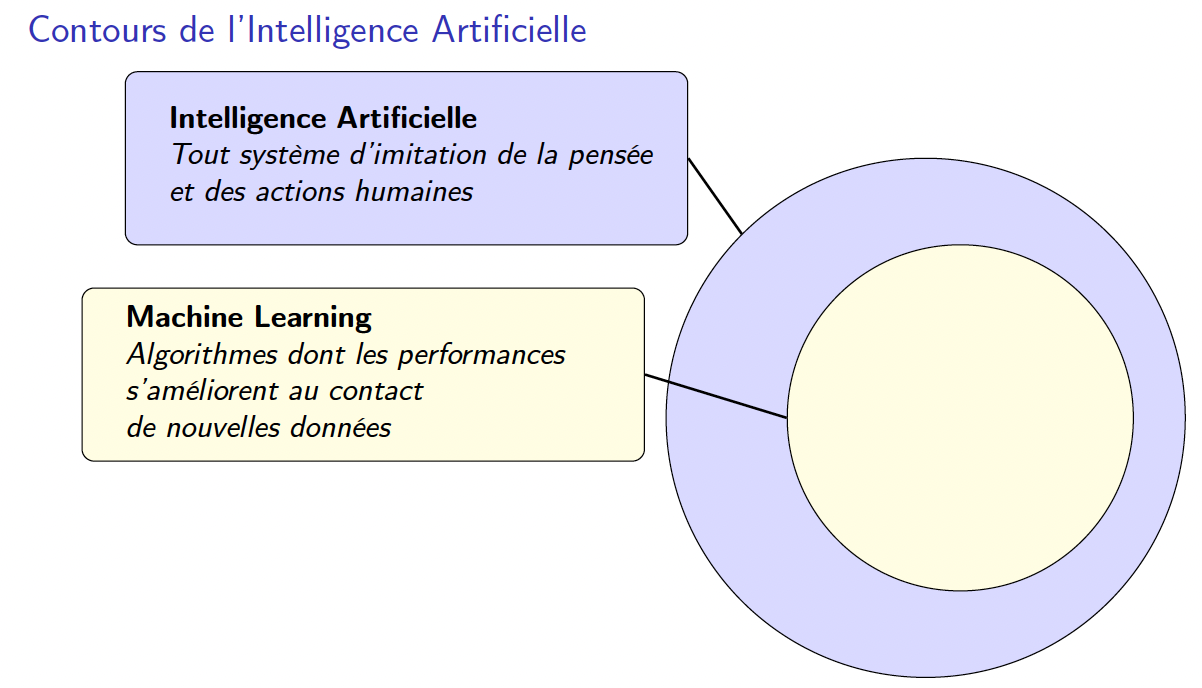 Contours de l'Intelligence Artificielle
Intelligence Artificielle
Tout système d'imitation de la pensée
et des actions humaines
Machine Learning
Algorithmes dont les performances
s'améliorent au contact
de nouvelles données